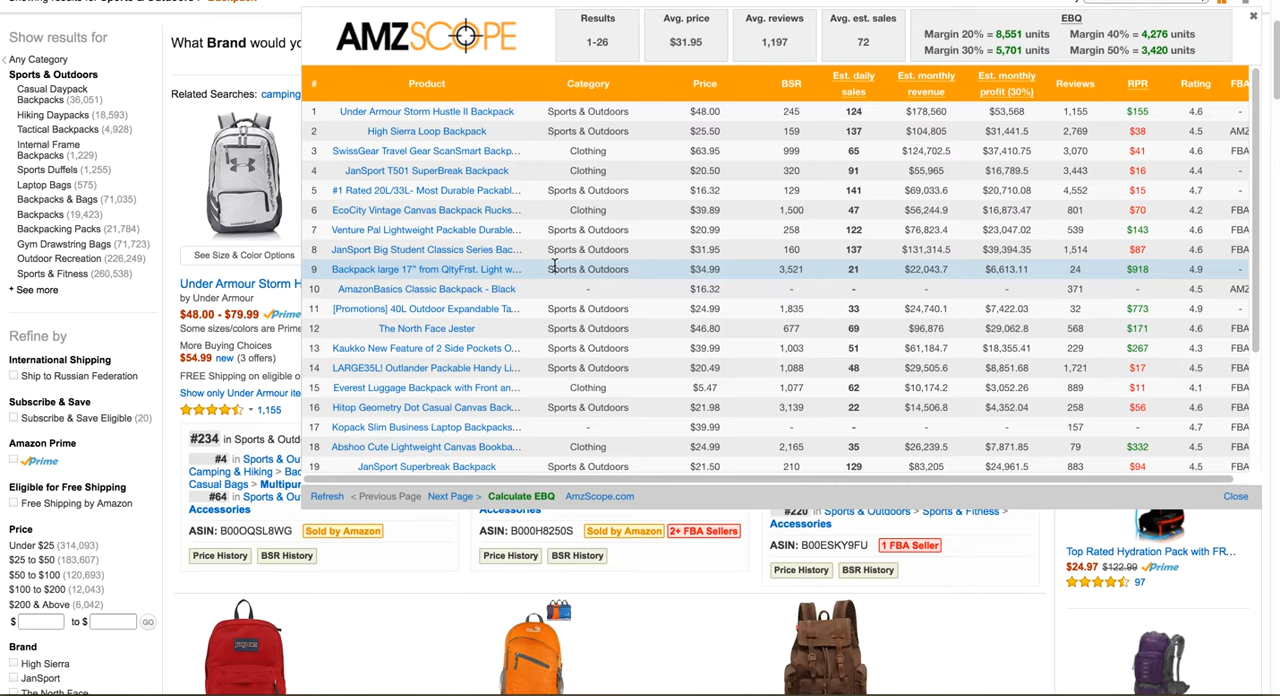 Show results for
Any Category
Sports & Outdoors
Casual Daypack
Backpacks (36,051)
Hiking Daypacks (18,593)
Tactical Backpacks (4,928)
Internal Frame
Backpacks (1,229)
Sports Duffels (1,255)
Laptop Bags (575)
Backpacks & Bags (71,035)
Backpacks (19,423)
Backpacking Packs (21,784)
Gym Drawstring Bags (71,723)
Outdoor Recreation (226,249)
Sports & Fitness (260,538)
+ See more
Refine by
International Shipping
Ship to Russian Federation
Subscribe & Save
Subscribe & Save Eligible (20)
Amazon Prime
Prime
Eligible for Free Shipping
Free Shipping by Amazon
Price
Under $25 (314,093)
$25 to $50 (183,607)
$50 to $100 (120,693)
$100 to $200 (12,043)
$200 & Above (6,042)
$ to $ GO
Brand
High Sierra
JanSport
The North Face
What Brand would yo
Related Searches: camping
See Size & Color Options
Under Armour Storm H
by Under Armour
$48.00 - $79.99 Prime
Some sizes/colors are Prime
More Buying Choices
$54.99 new (3 offers)
FREE Shipping on eligible o
Show only Under Armour ite
1,155
#234 in Sports & Outd
#4 in Sports & Ou
Camping & Hiking > Bac
Casual Bags > Multipur
#64 in Sports & Ou
Accessories
ASIN: B00OQSL8WG Sold by Amazon
Price History BSR History
AMZSCOPE
Results
1-26
Avg. price
$31.95
Avg. reviews
1,197
Avg. est. sales
72
EBQ
Margin 20% = 8,551 units Margin 40% = 4,276 units
Margin 30% = 5,701 units Margin 50% = 3,420 units
# Product Category Price BSR Est. daily sales Est. monthly revenue Est. monthly profit (30%) Reviews RPR Rating FBA
1 Under Armour Storm Hustle II Backpack Sports & Outdoors $48.00 245 124 $178,560 $53,568 1,155 $155 4.6 -
2 High Sierra Loop Backpack Sports & Outdoors $25.50 159 137 $104,805 $31,441.5 2,769 $38 4.5 AMZ
3 SwissGear Travel Gear ScanSmart Backp... Clothing $63.95 999 65 $124,702.5 $37,410.75 3,070 $41 4.6 FBA
4 JanSport T501 SuperBreak Backpack Clothing $20.50 320 91 $55,965 $16,789.5 3,443 $16 4.4 FBA
5 #1 Rated 20L/33L- Most Durable Packabl... Sports & Outdoors $16.32 129 141 $69,033.6 $20,710.08 4,552 $15 4.7 -
6 EcoCity Vintage Canvas Backpack Rucks... Clothing $39.89 1,500 47 $56,244.9 $16,873.47 801 $70 4.2 FBA
7 Venture Pal Lightweight Packable Durable... Sports & Outdoors $20.99 258 122 $76,823.4 $23,047.02 539 $143 4.6 FBA
8 JanSport Big Student Classics Series Bac... Sports & Outdoors $31.95 160 137 $131,314.5 $39,394.35 1,514 $87 4.6 FBA
9 Backpack large 17" from QltyFrst. Light w... Sports & Outdoors $34.99 3,521 21 $22,043.7 $6,613.11 24 $918 4.9 -
10 AmazonBasics Classic Backpack - Black - $16.32 - - - - 371 - 4.5 AMZ
11 [Promotions] 40L Outdoor Expandable Ta... Sports & Outdoors $24.99 1,835 33 $24,740.1 $7,422.03 32 $773 4.9 FBA
12 The North Face Jester Sports & Outdoors $46.80 677 69 $96,876 $29,062.8 568 $171 4.6 FBA
13 Kaukko New Feature of 2 Side Pockets O... Sports & Outdoors $39.99 1,003 51 $61,184.7 $18,355.41 229 $267 4.3 FBA
14 LARGE35L! Outlander Packable Handy Li... Sports & Outdoors $20.49 1,088 48 $29,505.6 $8,851.68 1,721 $17 4.5 FBA
15 Everest Luggage Backpack with Front an... Clothing $5.47 1,077 62 $10,174.2 $3,052.26 889 $11 4.1 FBA
16 Hitop Geometry Dot Casual Canvas Back... Sports & Outdoors $21.98 3,139 22 $14,506.8 $4,352.04 258 $56 4.6 FBA
17 Kopack Slim Business Laptop Backpacks... - $39.99 - - - - 157 - 4.7 FBA
18 Abshoo Cute Lightweight Canvas Bookba... Clothing $24.99 2,165 35 $26,239.5 $7,871.85 79 $332 4.5 FBA
19 JanSport Superbreak Backpack Sports & Outdoors $21.50 210 129 $83,205 $24,961.5 883 $94 4.5 FBA
Refresh < Previous Page Next Page > Calculate EBQ AmzScope.com Close
Accessories
ASIN: B000H8250S Sold by Amazon 2+ FBA Sellers
Price History BSR History
#220 in Sports & Outdoors > Sports & Fitness >
Accessories
ASIN: B00ESKY9FU 1 FBA Seller
Price History BSR History
Top Rated Hydration Pack with FR...
$24.97 $122.99 Prime
97